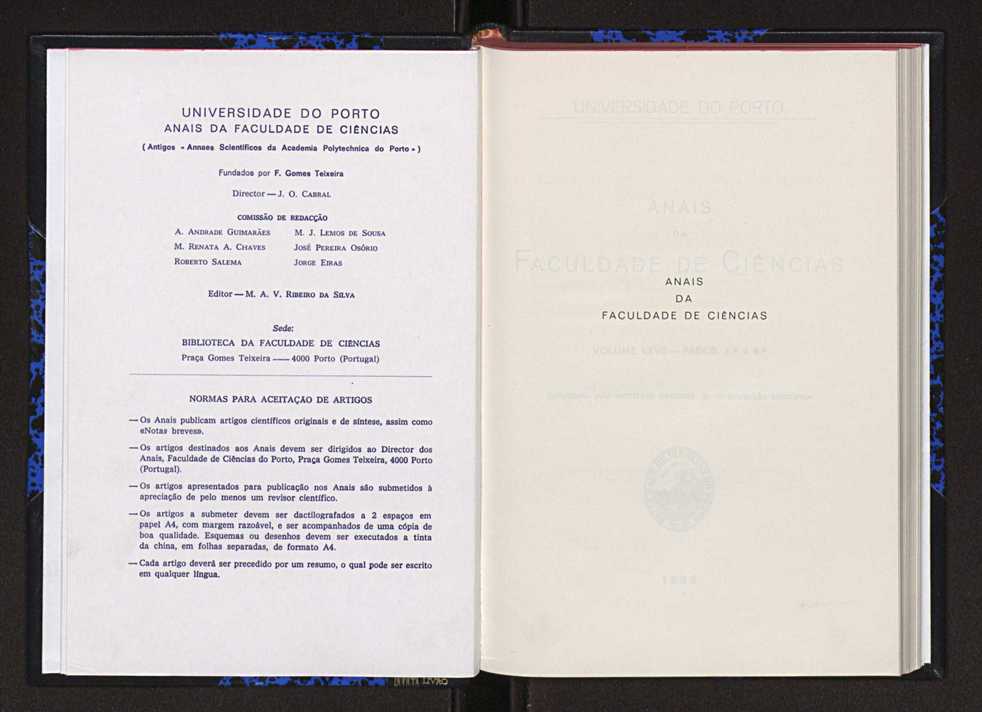 UNIVERSIDADE DO PORTO
ANAIS DA FACULDADE DE CIÊNCIAS
(Antigos «Annaes Scientificos da Academia Polytechnica do Porto»)
Fundados por F. Gomes Teixeira
Director — J. O. CABRAL
COMISSÃO DE REDACÇÃO
A. ANDRADE GUIMARÃES M. J. LEMOS DE SOUSA
M. RENATA A. CHAVES JOSÉ PEREIRA OSÓRIO
ROBERTO SALEMA JORGE EIRAS
Editor — M. A. V. RIBEIRO DA SILVA
Sede:
BIBLIOTECA DA FACULDADE DE CIÊNCIAS
Praça Gomes Teixeira — 4000 Porto (Portugal)
NORMAS PARA ACEITAÇÃO DE ARTIGOS
— Os Anais publicam artigos científicos originais e de síntese, assim como
«Notas breves».
— Os artigos destinados aos Anais devem ser dirigidos ao Director dos
Anais, Faculdade de Ciências do Porto, Praça Gomes Teixeira, 4000 Porto
(Portugal).
— Os artigos apresentados para publicação nos Anais são submetidos à
apreciação de pelo menos um revisor científico.
— Os artigos a submeter devem ser dactilografados a 2 espaços em
papel A4, com margem razoável, e ser acompanhados de uma cópia de
boa qualidade. Esquemas ou desenhos devem ser executados a tinta
da china, em folhas separadas, de formato A4.
— Cada artigo deverá ser precedido por um resumo, o qual pode ser escrito
em qualquer língua.
UNIVERSIDADE DO PORTO
ANAIS
DA
FACULDADE DE CIÊNCIAS
ANAIS
DA
FACULDADE DE CIÊNCIAS